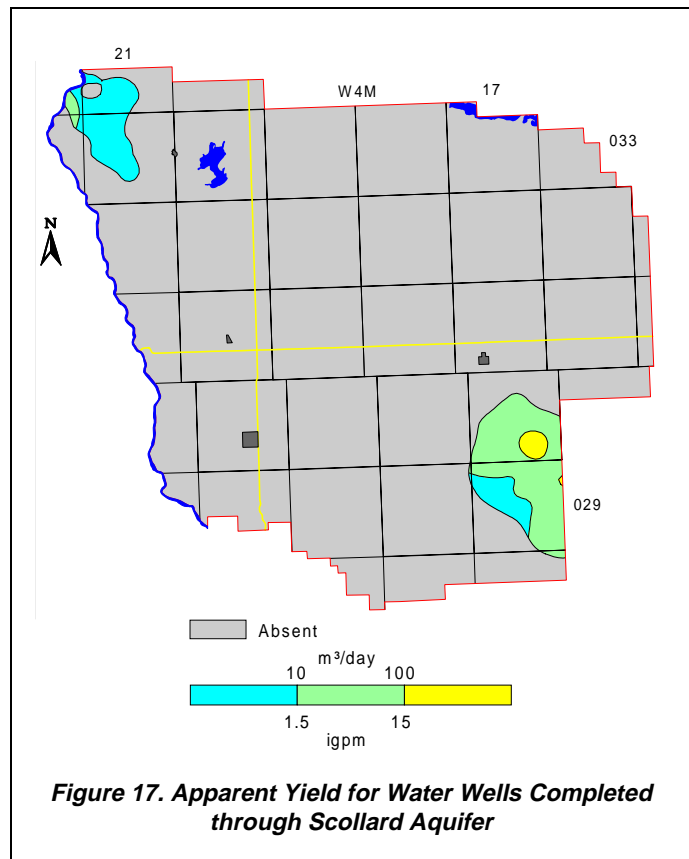 21
W4M
17
033
N
029
Absent
m³/day
10 100
1.5 15
igpm
Figure 17. Apparent Yield for Water Wells Completed
through Scollard Aquifer